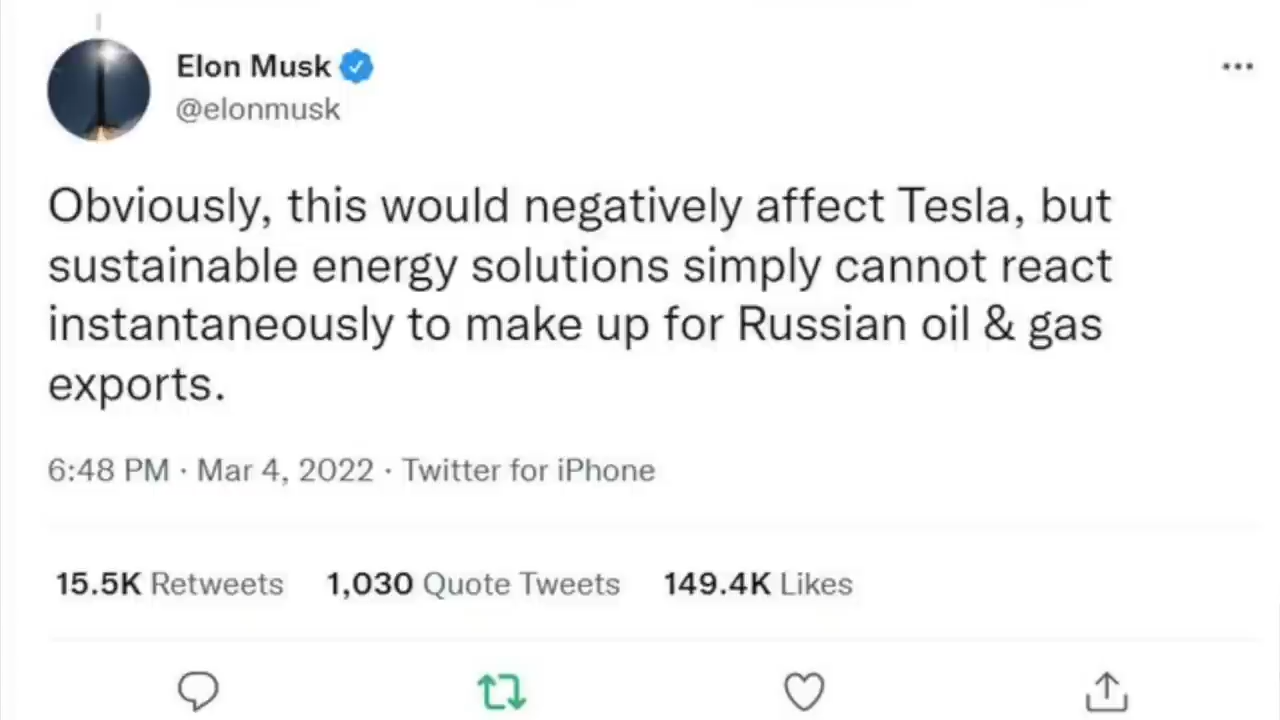 Elon Musk
@elonmusk
Obviously, this would negatively affect Tesla, but
sustainable energy solutions simply cannot react
instantaneously to make up for Russian oil & gas
exports.
6:48 PM · Mar 4, 2022 · Twitter for iPhone
15.5K Retweets 1,030 Quote Tweets 149.4K Likes